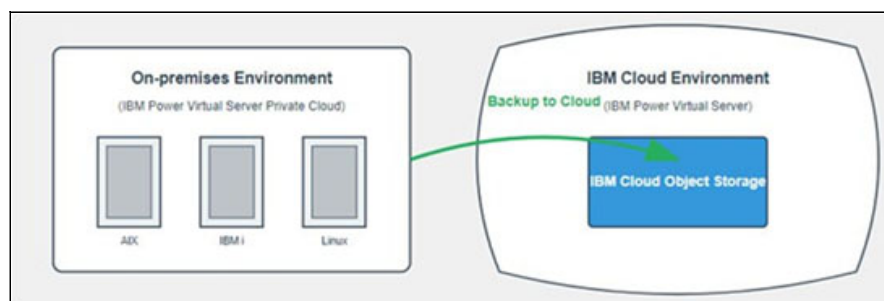 On-premises Environment
(IBM Power Virtual Server Private Cloud)
AIX
IBM i
Linux
Backup to Cloud
IBM Cloud Environment
(IBM Power Virtual Server)
IBM Cloud Object Storage